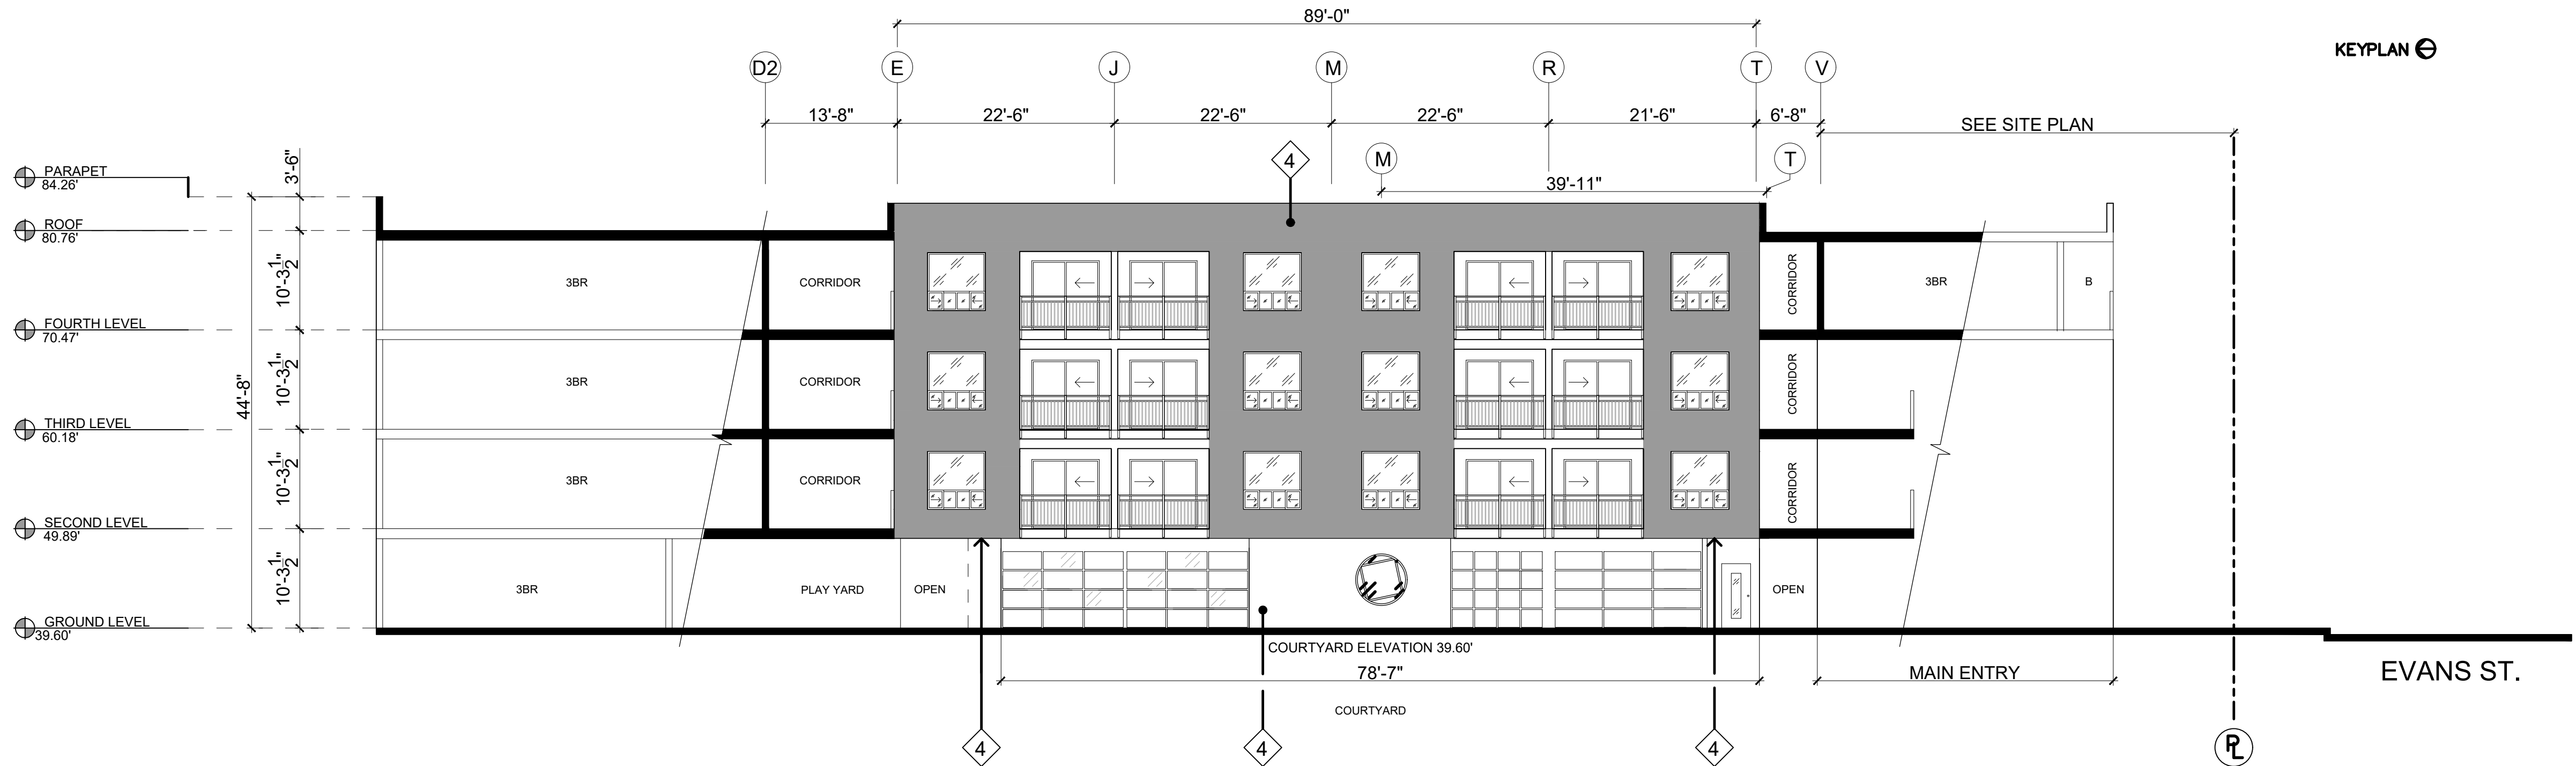 89'-0"
KEYPLAN
D2 E J M R T V
13'-8" 22'-6" 22'-6" 22'-6" 21'-6" 6'-8"
SEE SITE PLAN
4 M T
39'-11"
PARAPET
84.26'
3'-6"
ROOF
80.76'
10'-3 1/2"
3BR CORRIDOR CORRIDOR 3BR B
FOURTH LEVEL
70.47'
44'-8"
10'-3 1/2"
3BR CORRIDOR CORRIDOR
THIRD LEVEL
60.18'
10'-3 1/2"
3BR CORRIDOR CORRIDOR
SECOND LEVEL
49.89'
10'-3 1/2"
3BR PLAY YARD OPEN OPEN
GROUND LEVEL
39.60'
COURTYARD ELEVATION 39.60'
78'-7" MAIN ENTRY
EVANS ST.
COURTYARD
4 4 4 PL